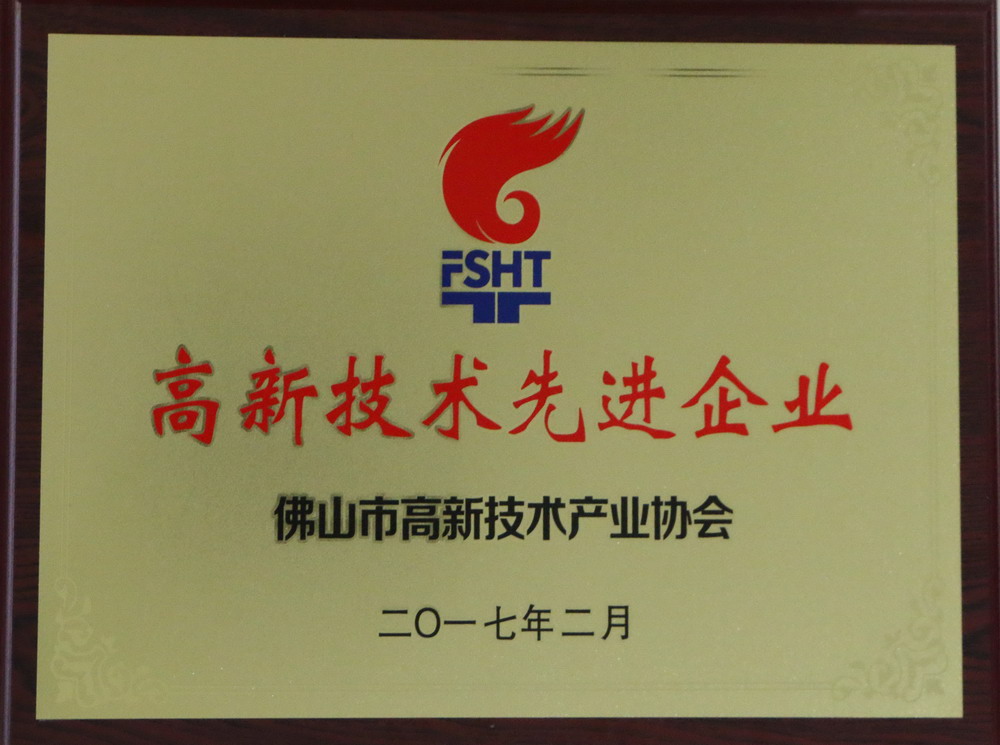 FSHT
高新技术先进企业
佛山市高新技术产业协会
二〇一七年二月